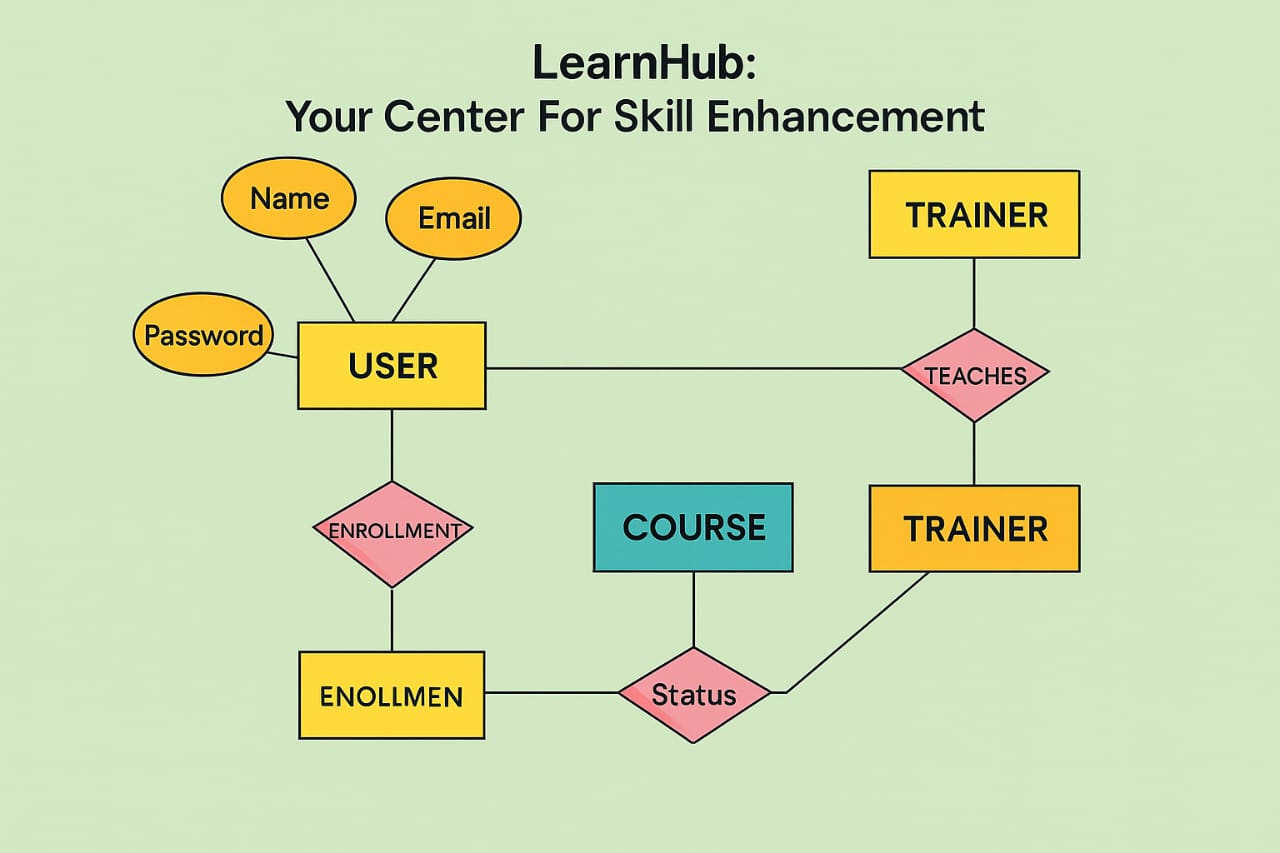 LearnHub:
Your Center For Skill Enhancement
Name
Email
TRAINER
Password
USER
TEACHES
ENROLLMENT
COURSE
TRAINER
ENOLLMEN
Status